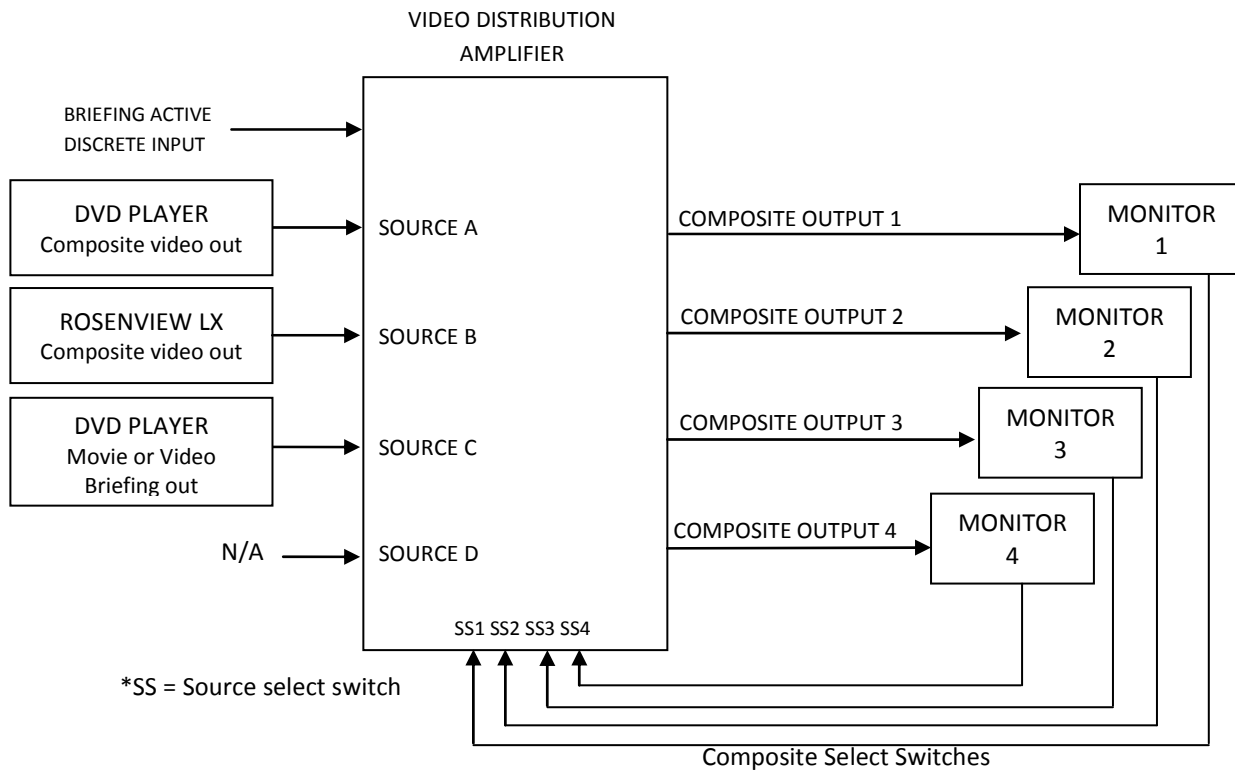 VIDEO DISTRIBUTION
AMPLIFIER
BRIEFING ACTIVE
DISCRETE INPUT
DVD PLAYER
Composite video out
SOURCE A
COMPOSITE OUTPUT 1
MONITOR
1
ROSENVIEW LX
Composite video out
SOURCE B
COMPOSITE OUTPUT 2
MONITOR
2
DVD PLAYER
Movie or Video
Briefing out
SOURCE C
COMPOSITE OUTPUT 3
MONITOR
3
N/A
SOURCE D
COMPOSITE OUTPUT 4
MONITOR
4
SS1 SS2 SS3 SS4
*SS = Source select switch
Composite Select Switches